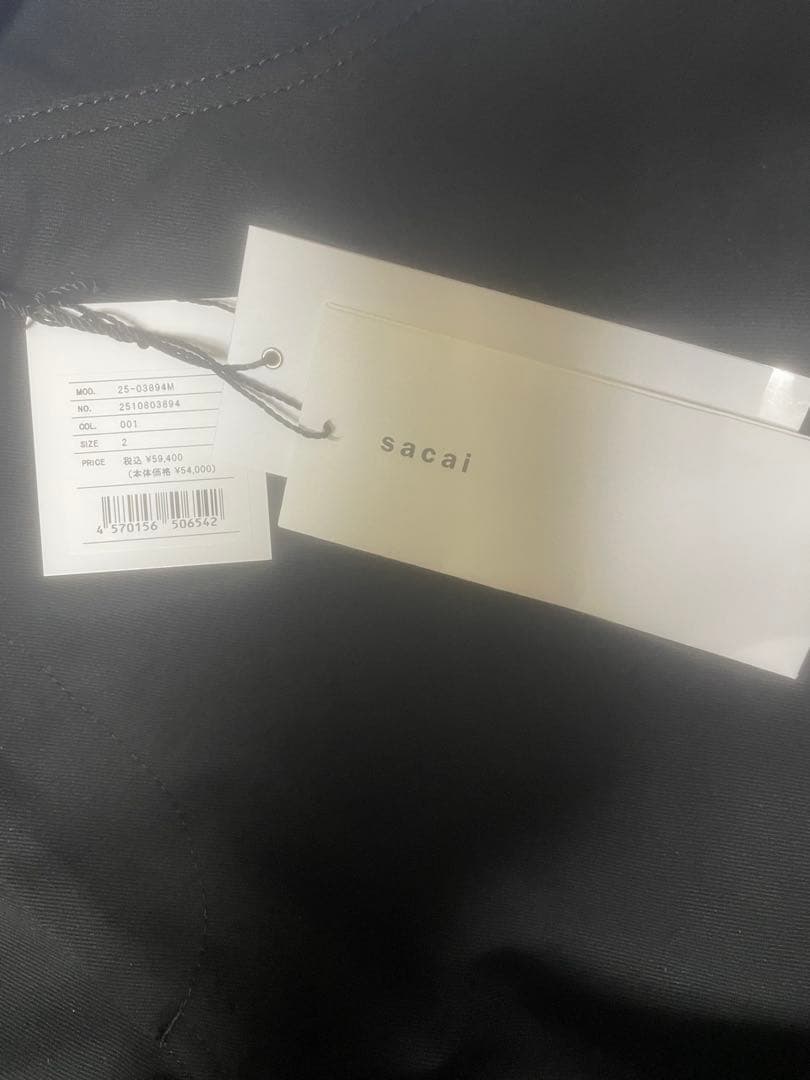 MOD. 25-03894M
NO. 2510803894
COL. 001
SIZE 2
PRICE 税込 ¥59,400
(本体価格 ¥54,000)
4 570156 506542
sacai